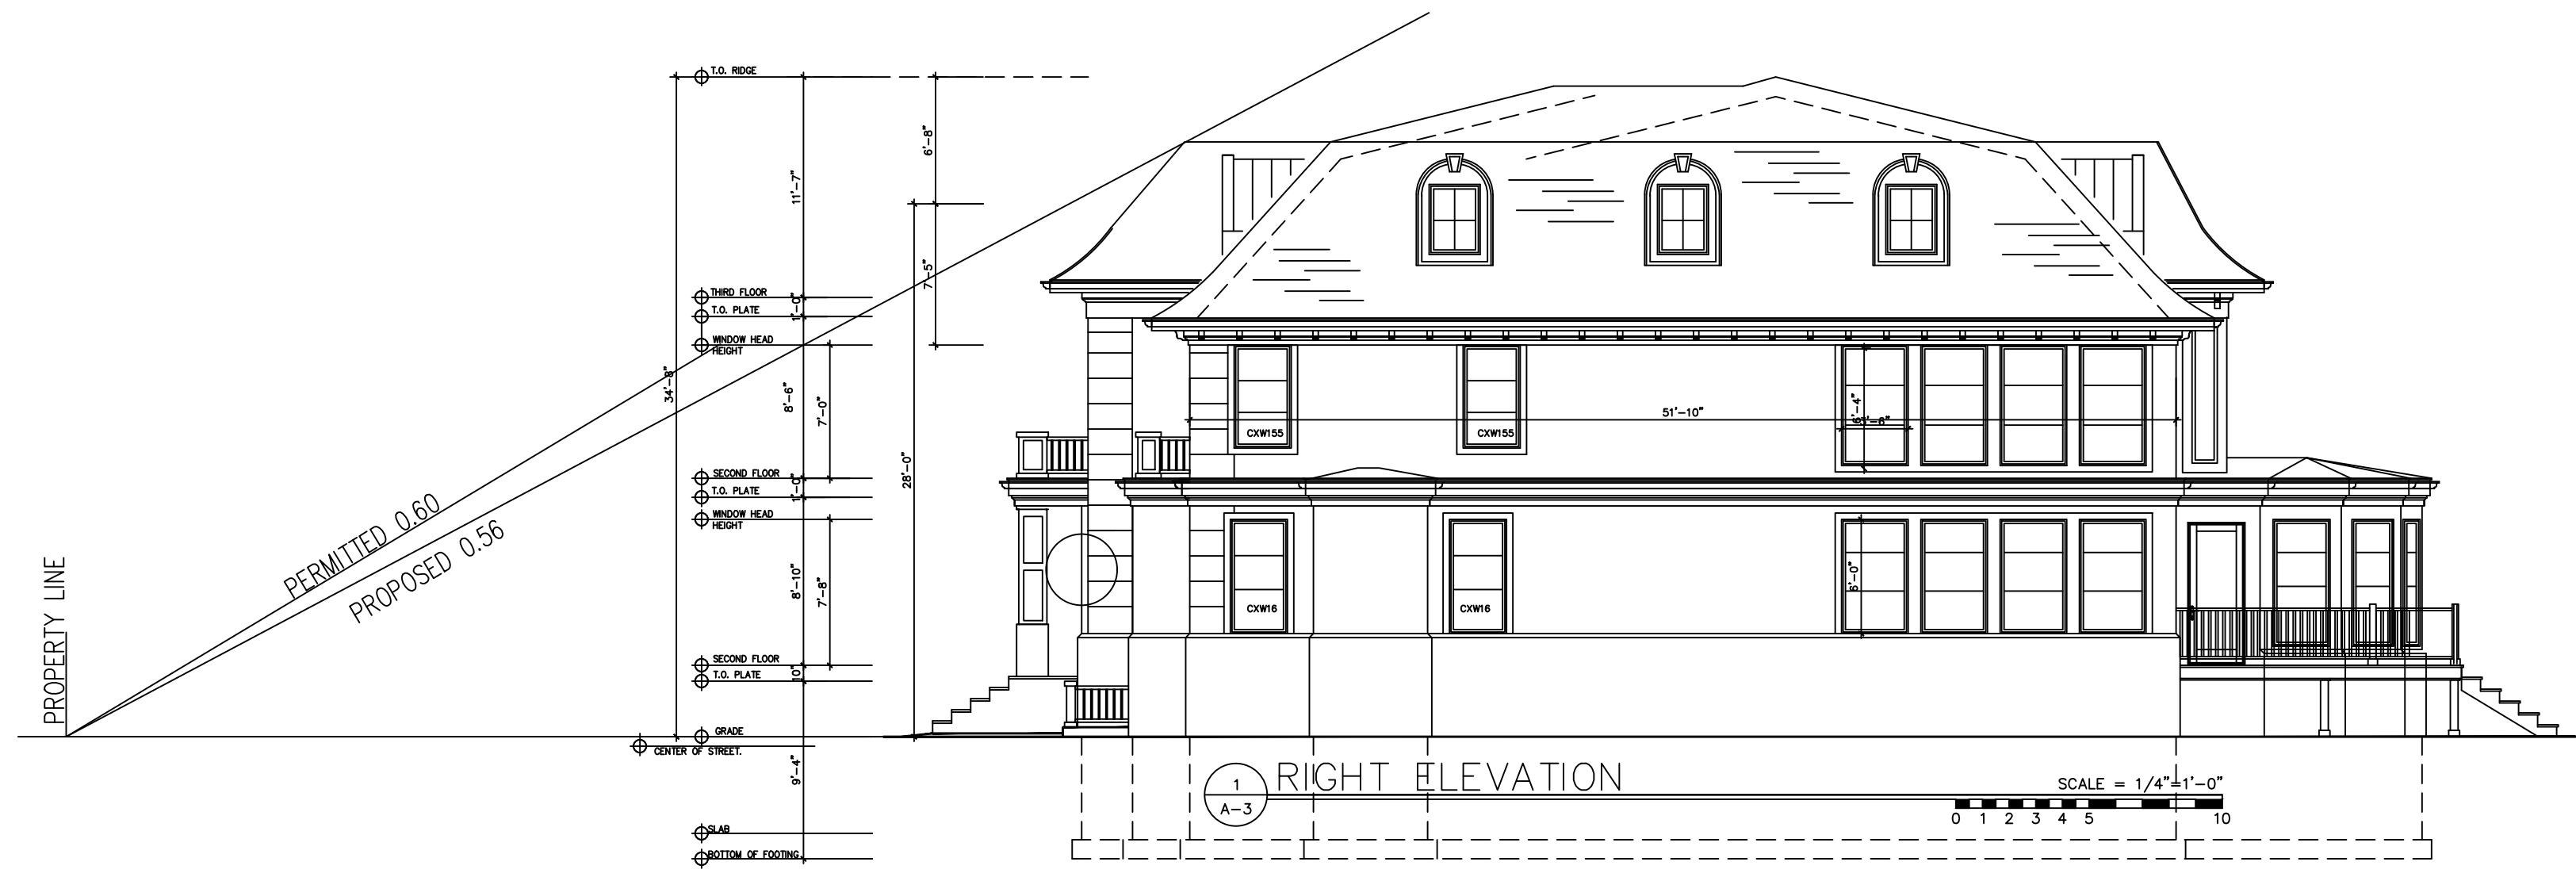 T.O. RIDGE
6'-8"
11'-7"
7'-5"
THIRD FLOOR
1'-0"
T.O. PLATE
WINDOW HEAD
HEIGHT
34'-8"
8'-6"
7'-0"
51'-10"
6'-4"
CXW155
CXW155
28'-0"
SECOND FLOOR
1'-0"
T.O. PLATE
WINDOW HEAD
HEIGHT
PERMITTED 0.60
PROPOSED 0.56
PROPERTY LINE
8'-10"
7'-8"
6'-0"
CXW16
CXW16
SECOND FLOOR
10"
T.O. PLATE
GRADE
CENTER OF STREET.
9'-4"
1
A-3
RIGHT ELEVATION
SCALE = 1/4"=1'-0"
0 1 2 3 4 5 10
SLAB
BOTTOM OF FOOTING